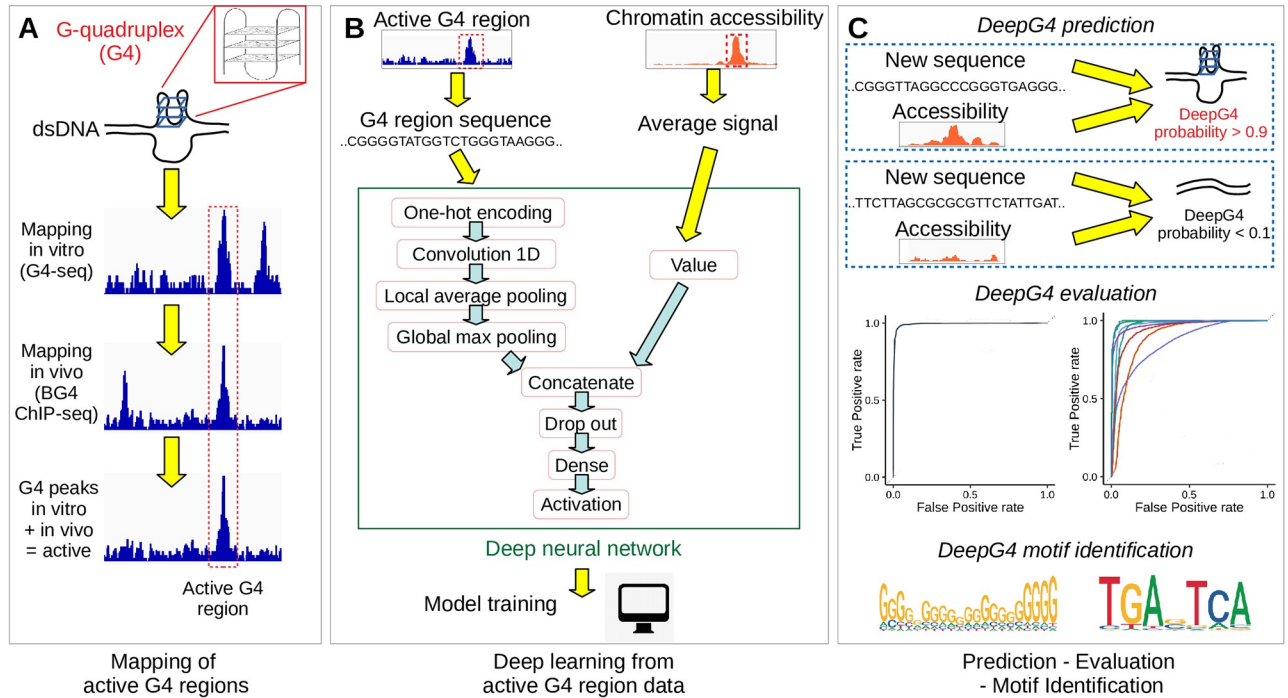 A
G-quadruplex
(G4)
dsDNA
Mapping
in vitro
(G4-seq)
Mapping
in vivo
(BG4
ChIP-seq)
G4 peaks
in vitro
+ in vivo
= active
Active G4
region
Mapping of
active G4 regions
B
Active G4 region
Chromatin accessibility
G4 region sequence
..CGGGGTATGGTCTGGGTAAGGG..
Average signal
One-hot encoding
Convolution 1D
Local average pooling
Global max pooling
Value
Concatenate
Drop out
Dense
Activation
Deep neural network
Model training
Deep learning from
active G4 region data
C
DeepG4 prediction
New sequence
..CGGGTTAGGCCCGGGTGAGGG..
Accessibility
DeepG4
probability > 0.9
New sequence
..TTCTTAGCGCGCGTTCTATTGAT..
Accessibility
DeepG4
probability < 0.1
DeepG4 evaluation
True Positive rate
1.0
0.5
0.0
0.0 0.5 1.0
False Positive rate
True Positive rate
1.0
0.5
0.0
0.0 0.5 1.0
False Positive rate
DeepG4 motif identification
TGA TCA
Prediction - Evaluation
- Motif Identification